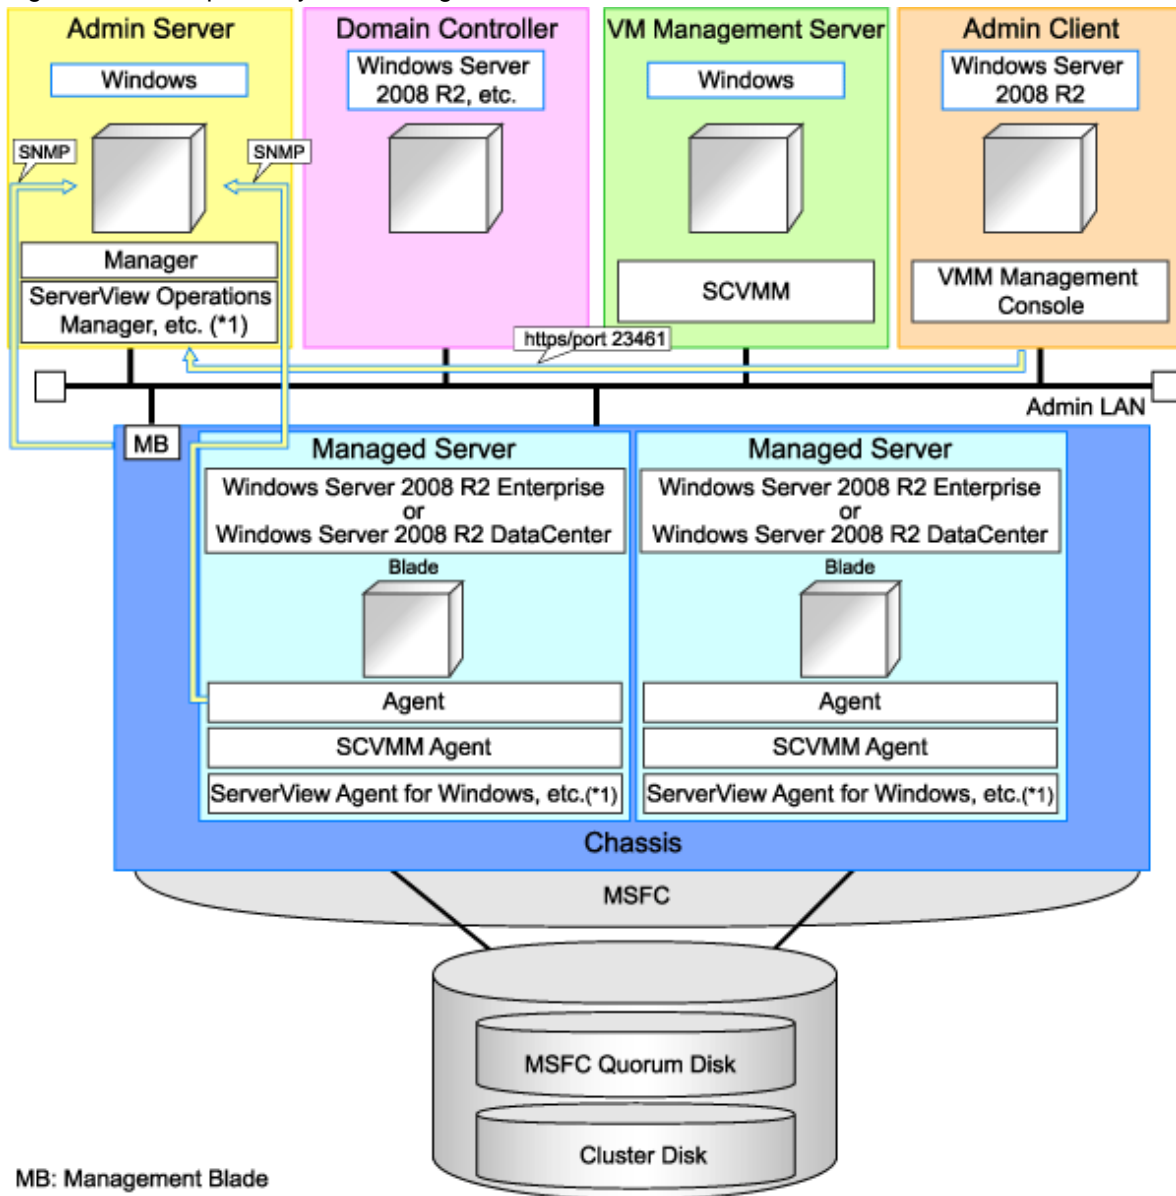 Admin Server
Domain Controller
VM Management Server
Admin Client
Windows
Windows Server
2008 R2, etc.
Windows
Windows Server
2008 R2
SNMP
SNMP
Manager
ServerView Operations
Manager, etc. (*1)
SCVMM
VMM Management
Console
https/port 23461
Admin LAN
MB
Managed Server
Managed Server
Windows Server 2008 R2 Enterprise
or
Windows Server 2008 R2 DataCenter
Windows Server 2008 R2 Enterprise
or
Windows Server 2008 R2 DataCenter
Blade
Blade
Agent
Agent
SCVMM Agent
SCVMM Agent
ServerView Agent for Windows, etc.(*1)
ServerView Agent for Windows, etc.(*1)
Chassis
MSFC
MSFC Quorum Disk
Cluster Disk
MB: Management Blade